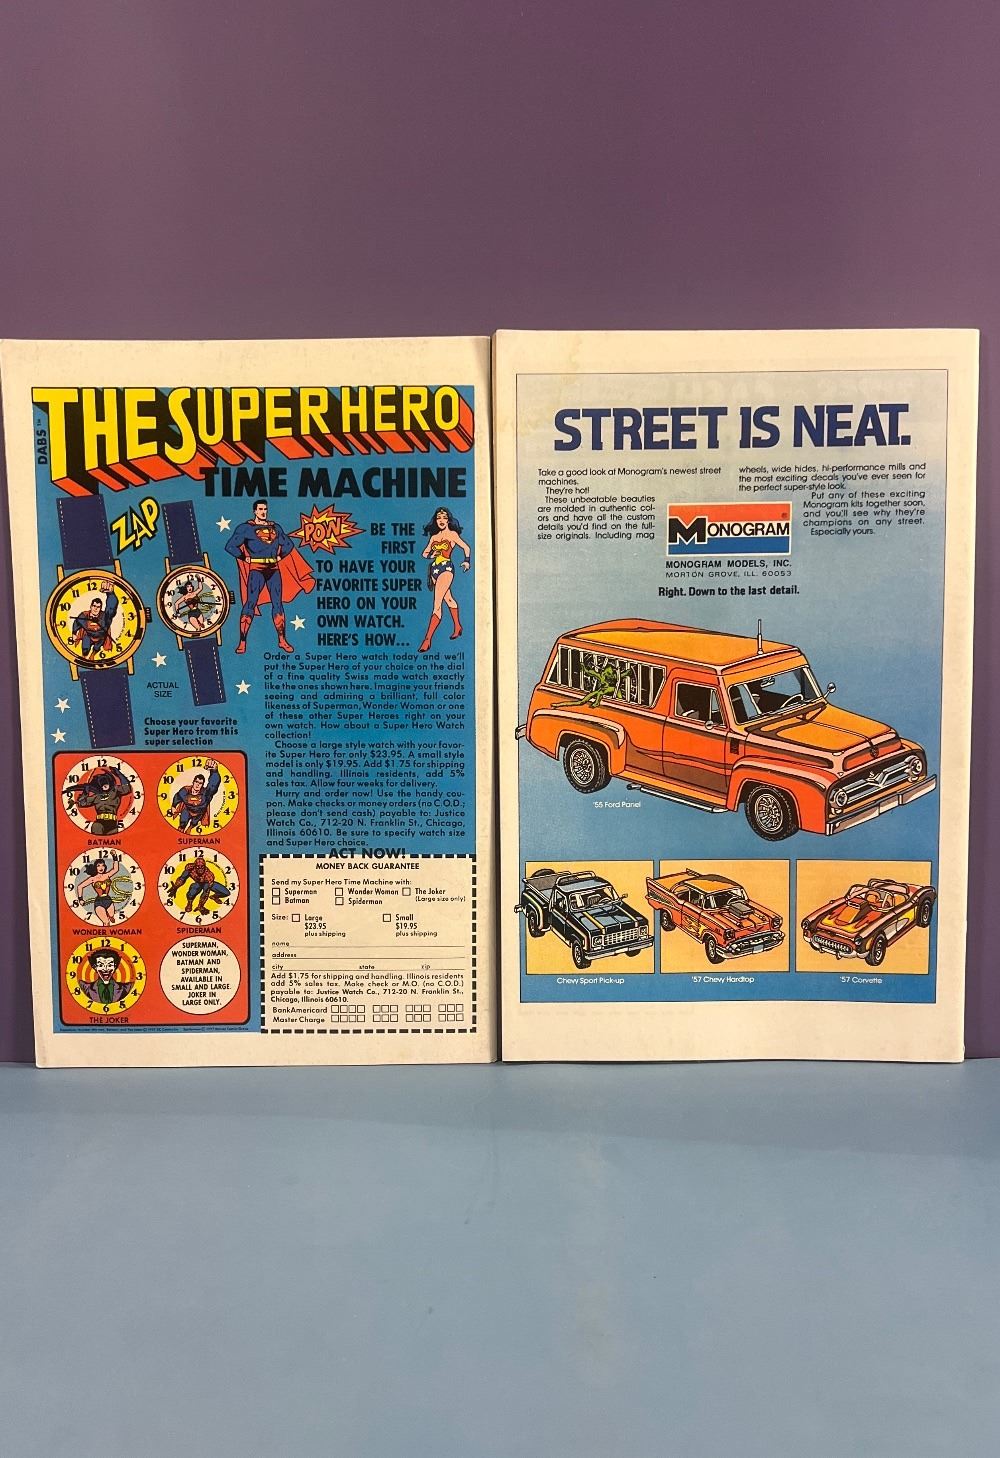 DABS™
THE SUPER HERO
TIME MACHINE
ZAP
POW
BE THE
FIRST
TO HAVE YOUR
FAVORITE SUPER
HERO ON YOUR
OWN WATCH.
HERE'S HOW...
ACTUAL
SIZE
Choose your favorite
Super Hero from this
super selection
Order a Super Hero watch today and we'll
put the Super Hero of your choice on the dial
of a fine quality Swiss made watch exactly
like the ones shown here. Imagine your friends
seeing and admiring a brilliant, full color
likeness of Superman, Wonder Woman or one
of these other Super Heroes right on your
own watch. How about a Super Hero Watch
collection!
Choose a large style watch with your favor-
ite Super Hero for only $23.95. A small style
model is only $19.95. Add $1.75 for shipping
and handling. Illinois residents, add 5%
sales tax. Allow four weeks for delivery.
Hurry and order now! Use the handy cou-
pon. Make checks or money orders (no C.O.D.;
please don't send cash) payable to: Justice
Watch Co., 712-20 N. Franklin St., Chicago,
Illinois 60610. Be sure to specify watch size
and Super Hero choice.
BATMAN
SUPERMAN
WONDER WOMAN
SPIDERMAN
THE JOKER
SUPERMAN,
WONDER WOMAN,
BATMAN AND
SPIDERMAN,
AVAILABLE IN
SMALL AND LARGE.
JOKER IN
LARGE ONLY.
ACT NOW!
MONEY BACK GUARANTEE
Send my Super Hero Time Machine with:
Superman Wonder Woman The Joker
Batman Spiderman (Large size only)
Size: Large Small
$23.95 $19.95
plus shipping plus shipping
name
address
city state zip
Add $1.75 for shipping and handling. Illinois residents
add 5% sales tax. Make check or M.O. (no C.O.D.)
payable to: Justice Watch Co., 712-20 N. Franklin St.,
Chicago, Illinois 60610.
BankAmericard
Master Charge
STREET IS NEAT.
Take a good look at Monogram's newest street
machines.
They're hot!
These unbeatable beauties
are molded in authentic col-
ors and have all the custom
details you'd find on the full-
size originals. Including mag
wheels, wide hides, hi-performance mills and
the most exciting decals you've ever seen for
the perfect super-style look.
Put any of these exciting
Monogram kits together soon,
and you'll see why they're
champions on any street.
Especially yours.
MONOGRAM®
MONOGRAM MODELS, INC.
MORTON GROVE, ILL. 60053
Right. Down to the last detail.
'55 Ford Panel
Chevy Sport Pick-up
'57 Chevy Hardtop
'57 Corvette